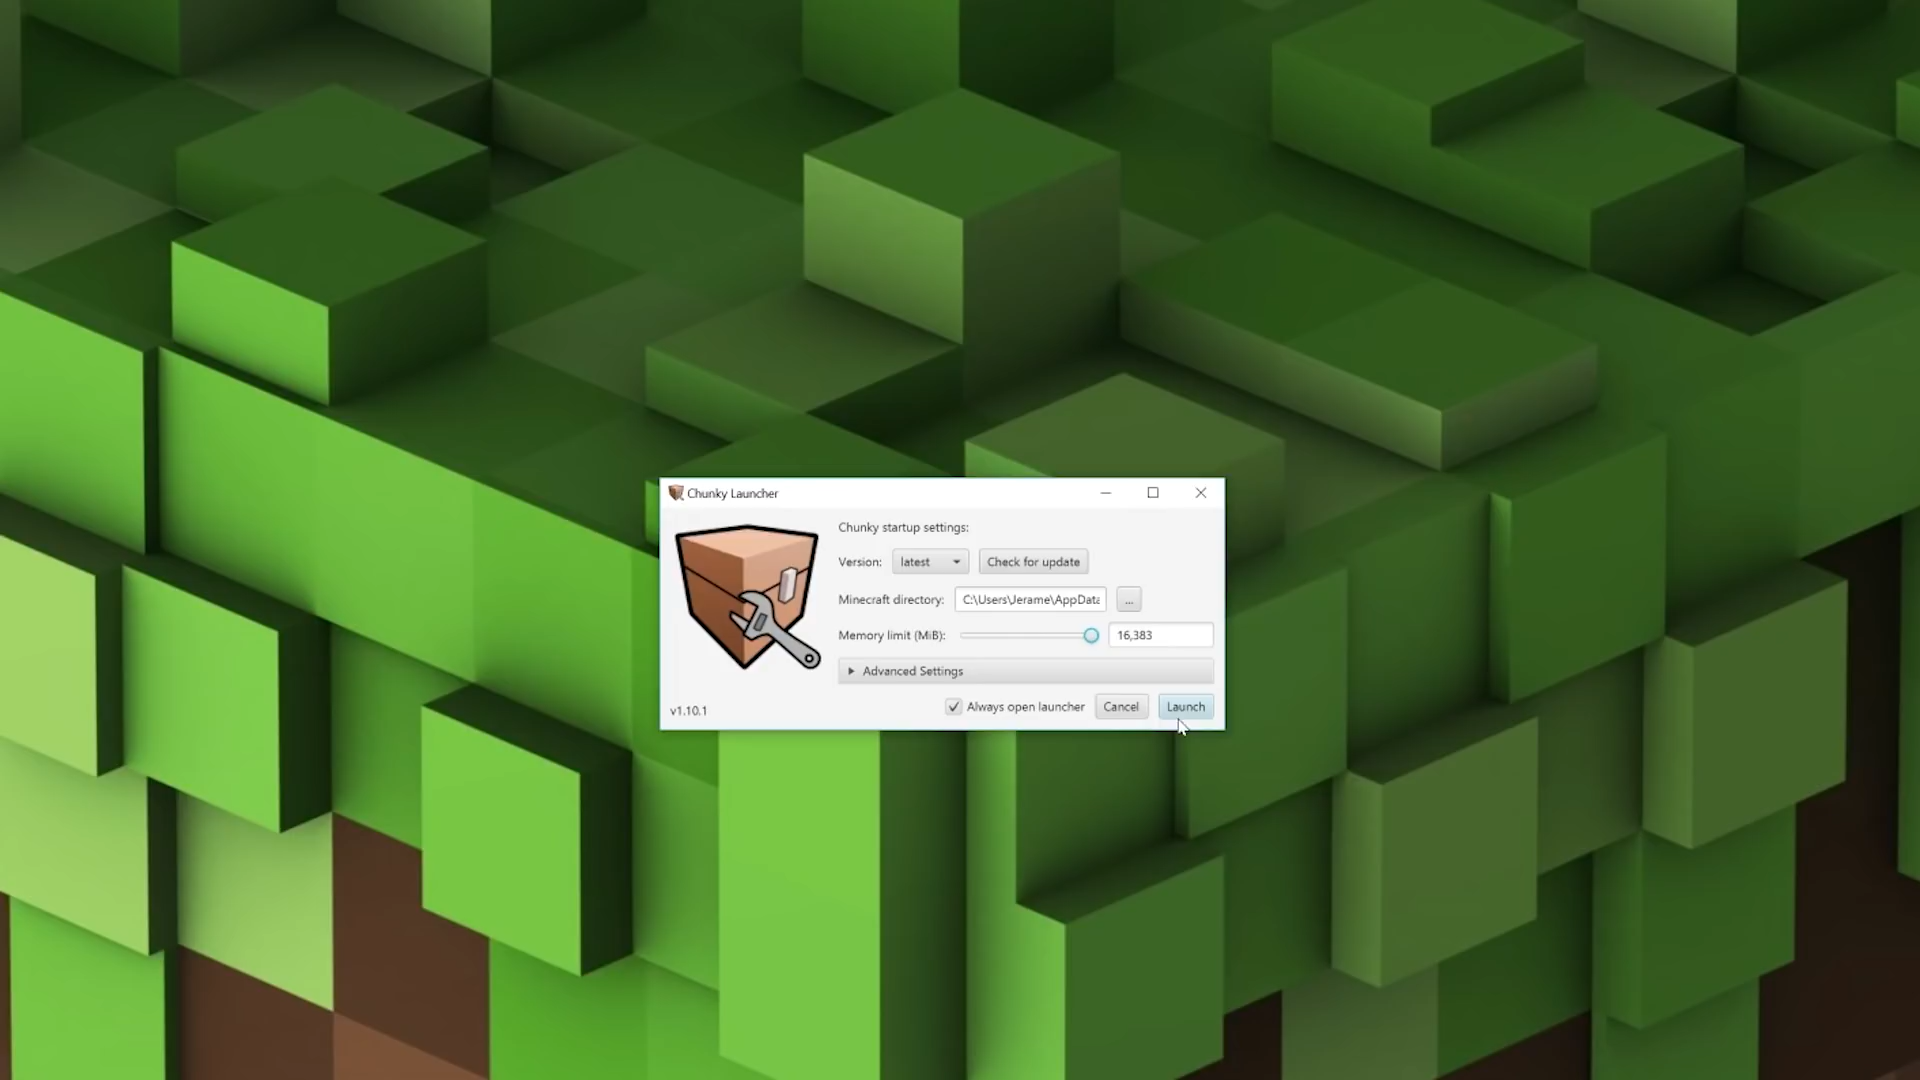 Chunky Launcher
Chunky startup settings:
Version: latest Check for update
Minecraft directory: C:\Users\Jerame\AppData ...
Memory limit (MiB): 16,383
Advanced Settings
v1.10.1 Always open launcher Cancel Launch